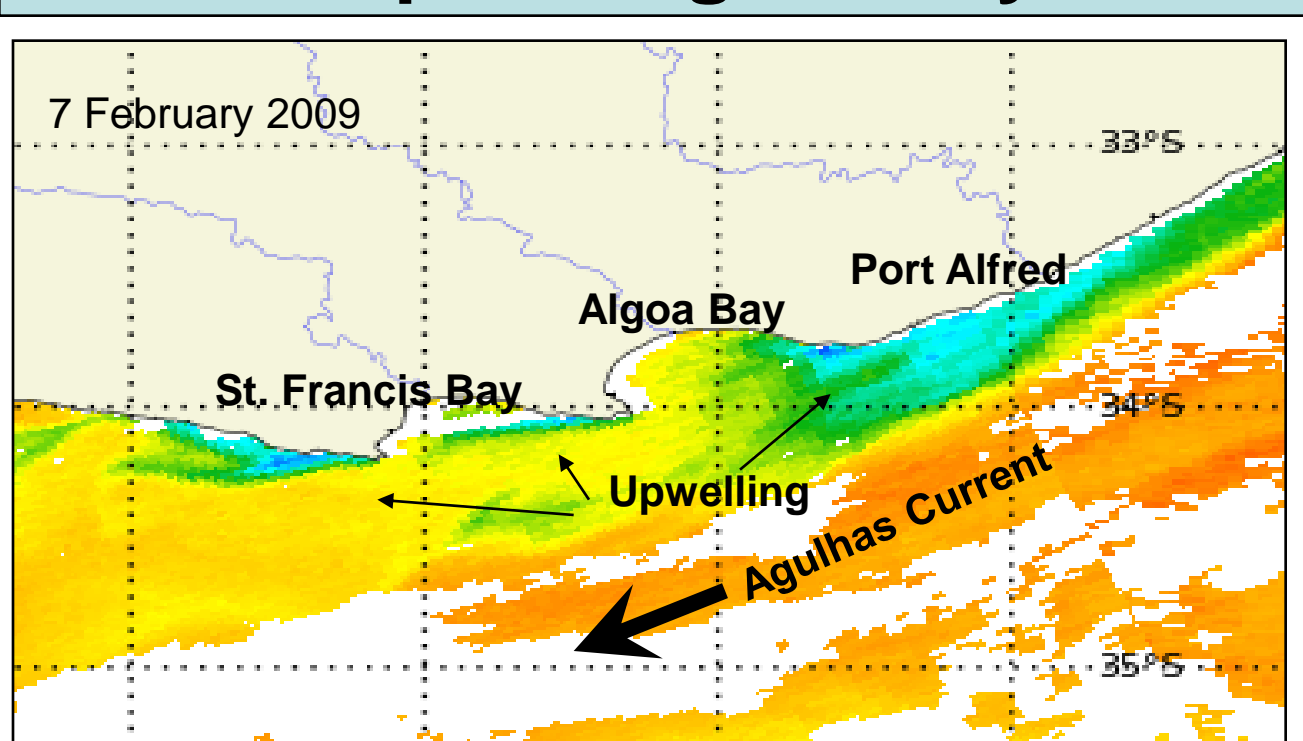 7 February 2009
33°S
Port Alfred
Algoa Bay
St. Francis Bay
34°S
Upwelling
Agulhas Current
35°S